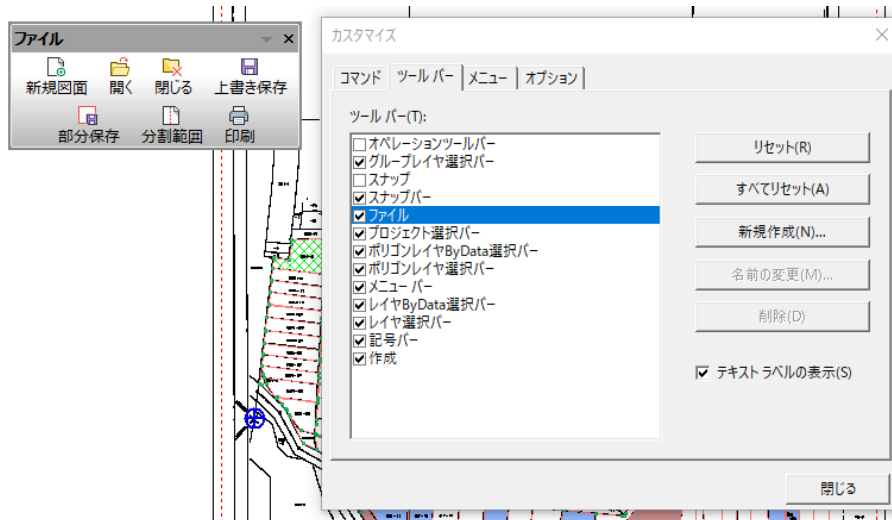 ファイル
新規図面 開く 閉じる 上書き保存
部分保存 分割範囲 印刷
カスタマイズ
コマンド ツール バー メニュー オプション
ツール バー(T):
オペレーションツールバー
グループレイヤ選択バー
スナップ
スナップバー
ファイル
プロジェクト選択バー
ポリゴンレイヤByData選択バー
ポリゴンレイヤ選択バー
メニュー バー
レイヤByData選択バー
レイヤ選択バー
記号バー
作成
リセット(R)
すべてリセット(A)
新規作成(N)...
名前の変更(M)...
削除(D)
テキスト ラベルの表示(S)
閉じる